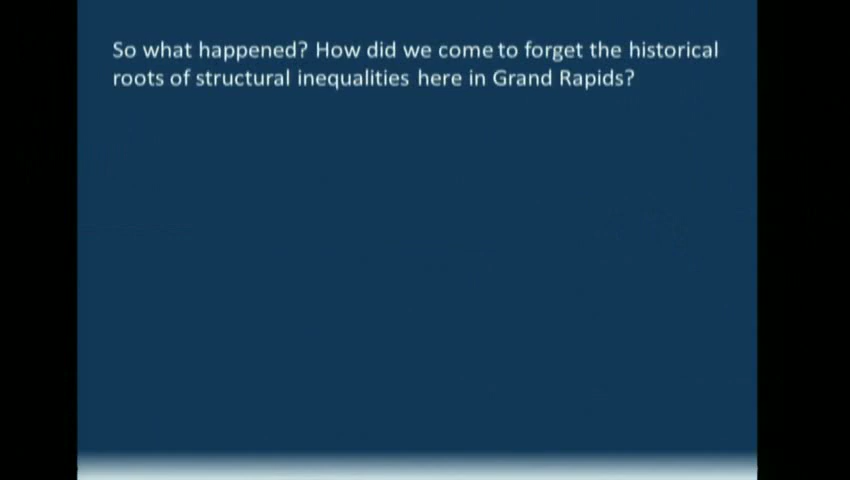 So what happened? How did we come to forget the historical
roots of structural inequalities here in Grand Rapids?